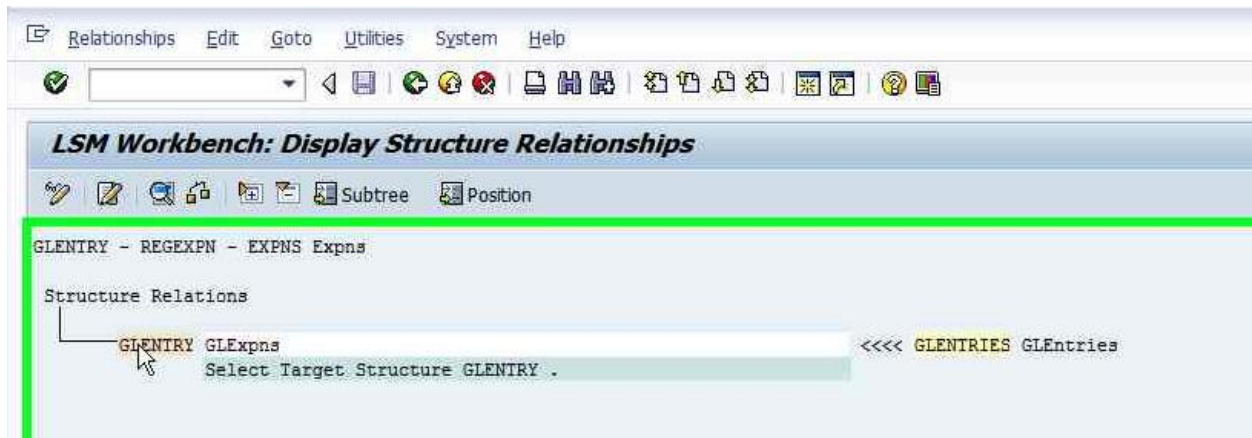 Relationships Edit Goto Utilities System Help
LSM Workbench: Display Structure Relationships
Subtree Position
GLENTRY - REGEXPN - EXPNS Expns
Structure Relations
GLENTRY GLExpns <<<< GLENTRIES GLEntries
Select Target Structure GLENTRY .